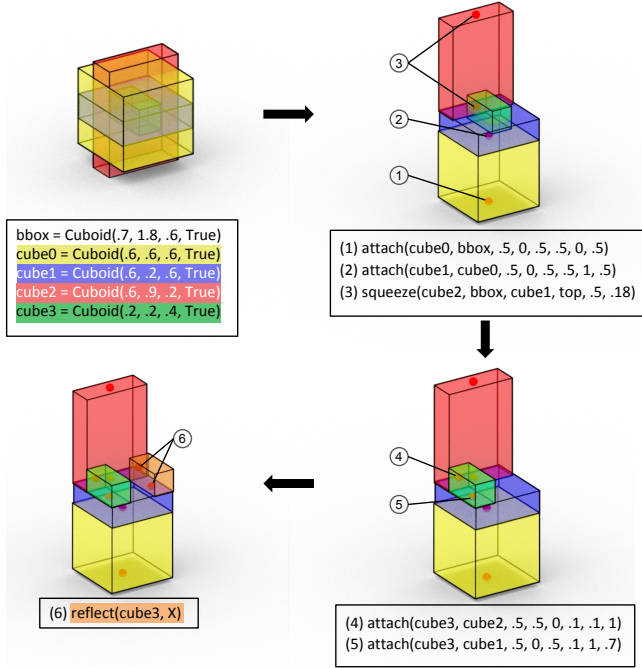 3
2
1
bbox = Cuboid(.7, 1.8, .6, True)
cube0 = Cuboid(.6, .6, .6, True)
cube1 = Cuboid(.6, .2, .6, True)
cube2 = Cuboid(.6, .9, .2, True)
cube3 = Cuboid(.2, .2, .4, True)
(1) attach(cube0, bbox, .5, 0, .5, .5, 0, .5)
(2) attach(cube1, cube0, .5, 0, .5, .5, 1, .5)
(3) squeeze(cube2, bbox, cube1, top, .5, .18)
6
4
5
(6) reflect(cube3, X)
(4) attach(cube3, cube2, .5, .5, 0, .1, .1, 1)
(5) attach(cube3, cube1, .5, 0, .5, .1, 1, .7)